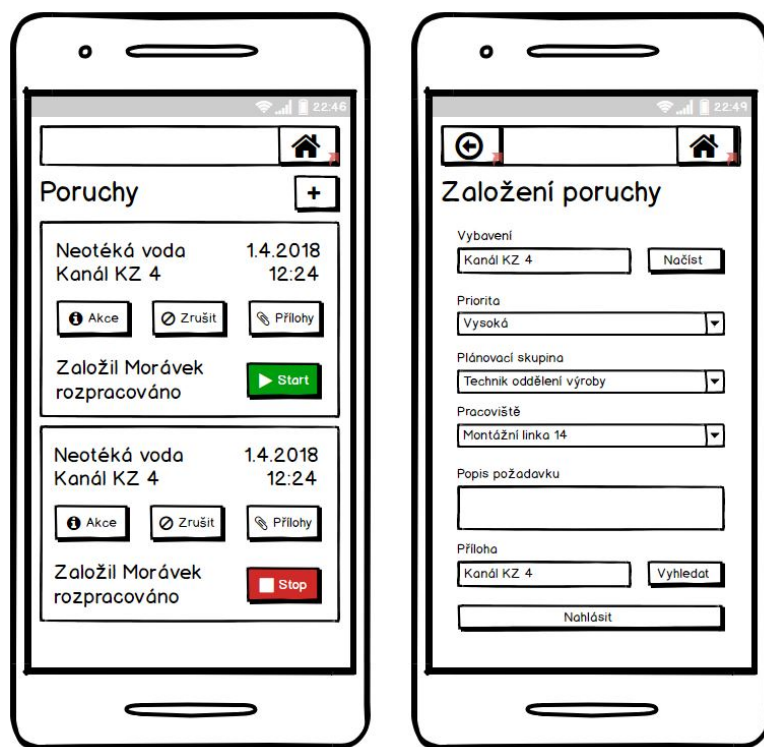 22:46
Poruchy
+
Neotéká voda 1.4.2018
Kanál KZ 4 12:24
Akce Zrušit Přílohy
Založil Morávek
rozpracováno
Start
Neotéká voda 1.4.2018
Kanál KZ 4 12:24
Akce Zrušit Přílohy
Založil Morávek
rozpracováno
Stop
22:49
Založení poruchy
Vybavení
Kanál KZ 4 Načíst
Priorita
Vysoká
Plánovací skupina
Technik oddělení výroby
Pracoviště
Montážní linka 14
Popis požadavku
Příloha
Kanál KZ 4 Vyhledat
Nahlásit